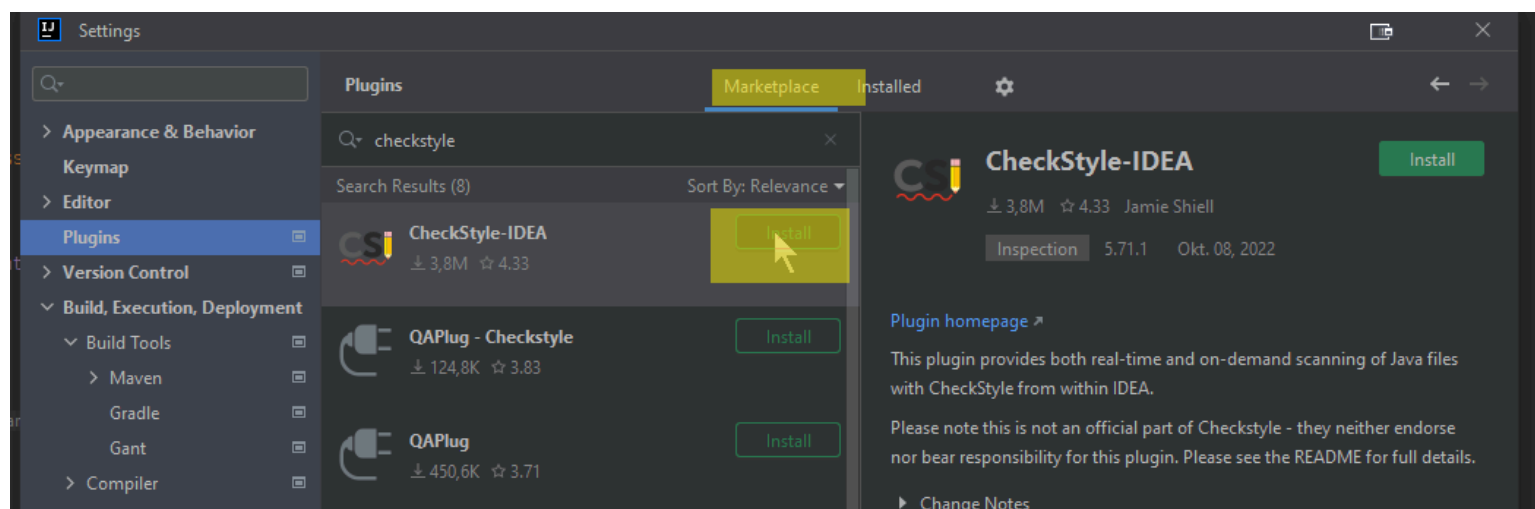 Settings
Plugins
Marketplace
Installed
Appearance & Behavior
Keymap
Editor
Plugins
Version Control
Build, Execution, Deployment
Build Tools
Maven
Gradle
Gant
Compiler
checkstyle
Search Results (8)
Sort By: Relevance
CSI
CheckStyle-IDEA
3,8M 4.33
Install
QAPlug - Checkstyle
124,8K 3.83
Install
QAPlug
450,6K 3.71
Install
CSI
CheckStyle-IDEA
Install
3,8M 4.33 Jamie Shiell
Inspection 5.71.1 Okt. 08, 2022
Plugin homepage
This plugin provides both real-time and on-demand scanning of Java files
with CheckStyle from within IDEA.
Please note this is not an official part of Checkstyle - they neither endorse
nor bear responsibility for this plugin. Please see the README for full details.
Change Notes